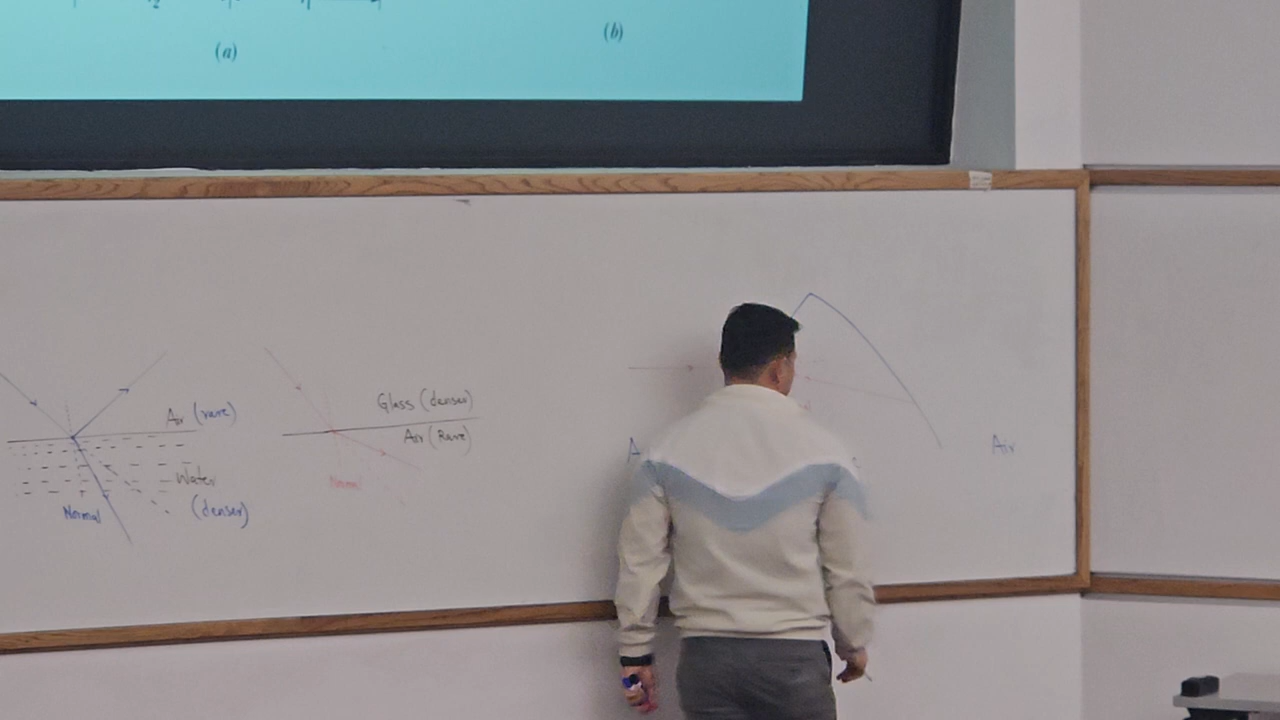 (a)
(b)
Air (rare)
Water
(denser)
Normal
Glass (denser)
Air (Rare)
Normal
A
Air